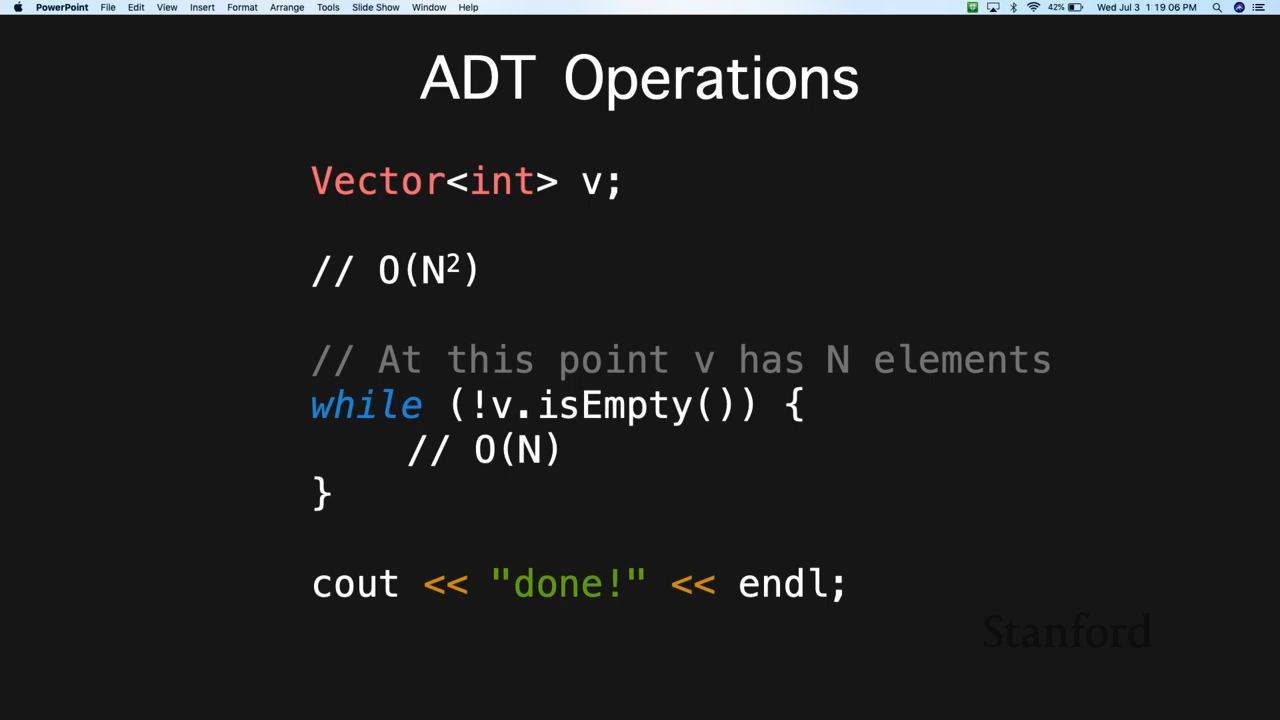 PowerPoint File Edit View Insert Format Arrange Tools Slide Show Window Help 42% Wed Jul 3 1 19 06 PM
ADT Operations
Vector<int> v;
// O(N²)
// At this point v has N elements
while (!v.isEmpty()) {
// O(N)
}
cout << "done!" << endl;
Stanford